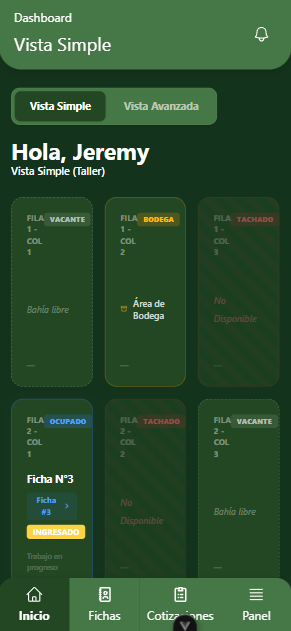 Dashboard
Vista Simple
Vista Simple
Vista Avanzada
Hola, Jeremy
Vista Simple (Taller)
FILA
1 -
COL
1
VACANTE
Bahía libre
—
FILA
1 -
COL
2
BODEGA
Área de
Bodega
—
FILA
1 -
COL
3
TACHADO
No
Disponible
—
FILA
2 -
COL
1
OCUPADO
Ficha N°3
Ficha
#3
INGRESADO
Trabajo en
progreso
FILA
2 -
COL
2
TACHADO
No
Disponible
FILA
2 -
COL
3
VACANTE
Bahía libre
Inicio
Fichas
Cotizaciones
Panel